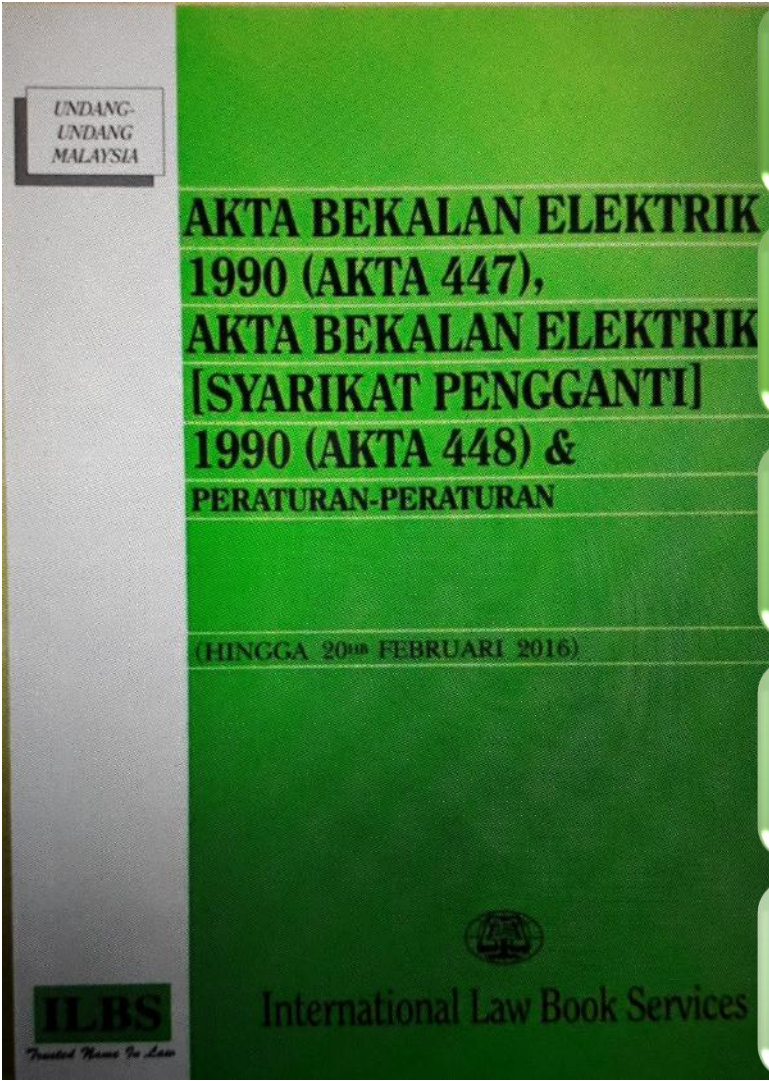 UNDANG-
UNDANG
MALAYSIA
AKTA BEKALAN ELEKTRIK
1990 (AKTA 447),
AKTA BEKALAN ELEKTRIK
[SYARIKAT PENGGANTI]
1990 (AKTA 448) &
PERATURAN-PERATURAN
(HINGGA 20HB FEBRUARI 2016)
International Law Book Services
ILBS
Trusted Name In Law